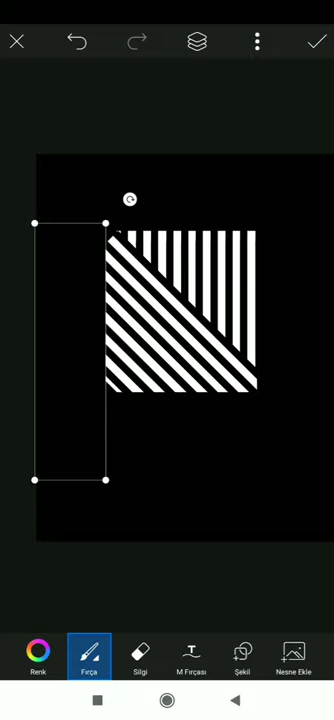 Renk
Fırça
Silgi
M Fırçası
Şekil
Nesne Ekle